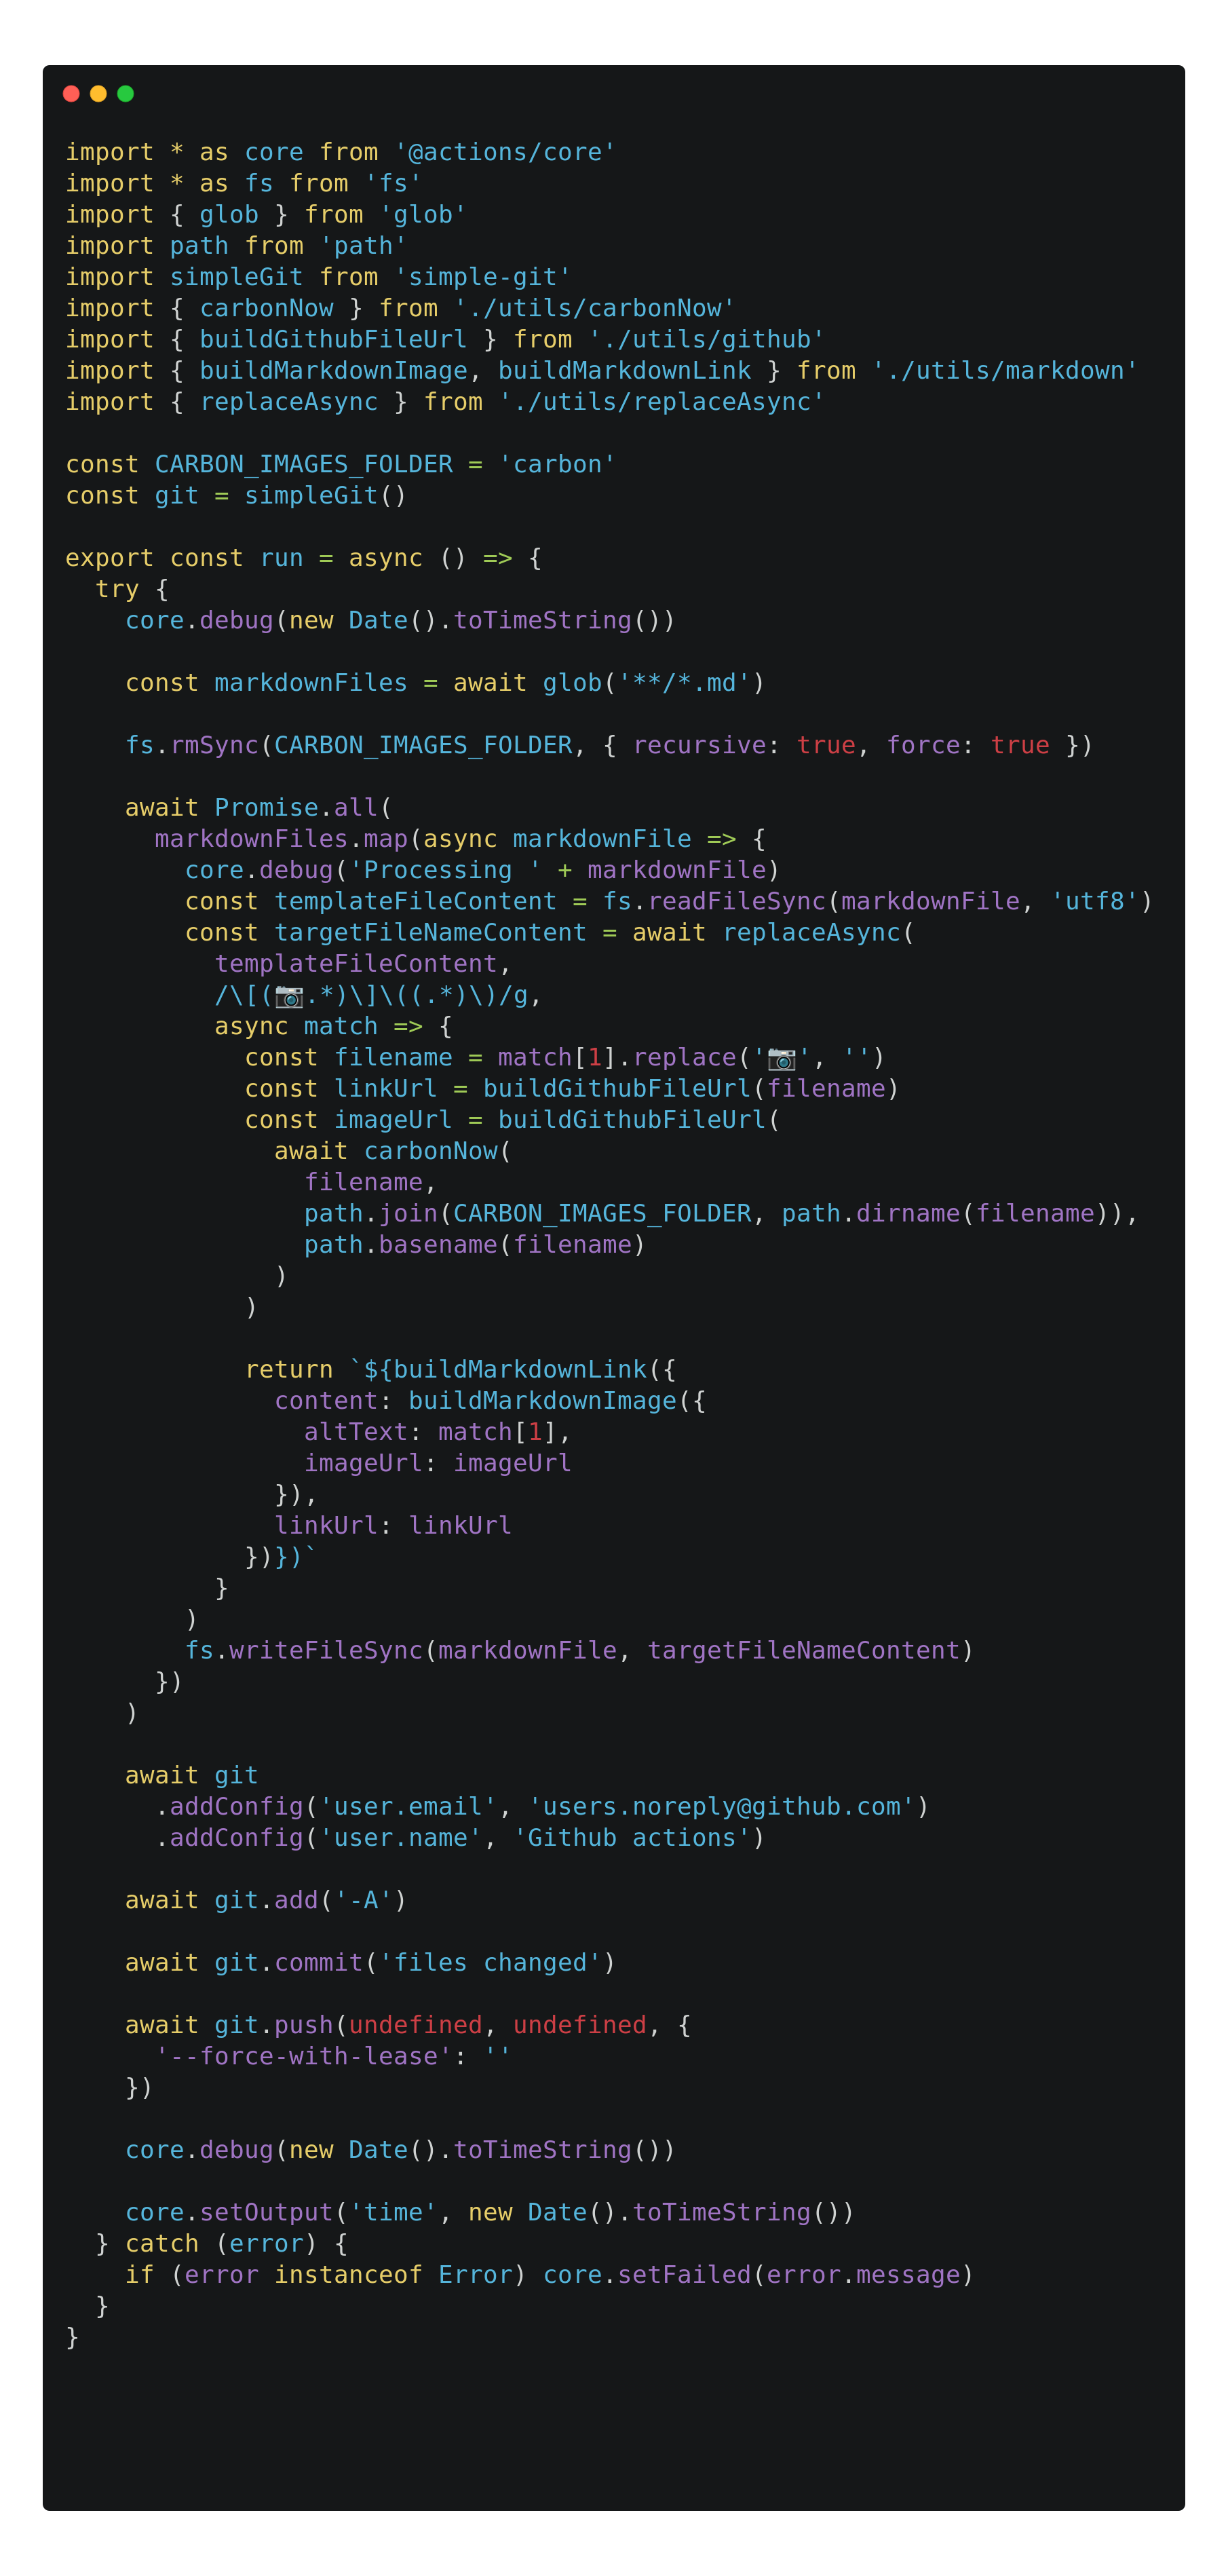 import * as core from '@actions/core'
import * as fs from 'fs'
import { glob } from 'glob'
import path from 'path'
import simpleGit from 'simple-git'
import { carbonNow } from './utils/carbonNow'
import { buildGithubFileUrl } from './utils/github'
import { buildMarkdownImage, buildMarkdownLink } from './utils/markdown'
import { replaceAsync } from './utils/replaceAsync'

const CARBON_IMAGES_FOLDER = 'carbon'
const git = simpleGit()

export const run = async () => {
  try {
    core.debug(new Date().toTimeString())

    const markdownFiles = await glob('**/*.md')

    fs.rmSync(CARBON_IMAGES_FOLDER, { recursive: true, force: true })

    await Promise.all(
      markdownFiles.map(async markdownFile => {
        core.debug('Processing ' + markdownFile)
        const templateFileContent = fs.readFileSync(markdownFile, 'utf8')
        const targetFileNameContent = await replaceAsync(
          templateFileContent,
          /\[(📷.*)\]\((.*)\)/g,
          async match => {
            const filename = match[1].replace('📷', '')
            const linkUrl = buildGithubFileUrl(filename)
            const imageUrl = buildGithubFileUrl(
              await carbonNow(
                filename,
                path.join(CARBON_IMAGES_FOLDER, path.dirname(filename)),
                path.basename(filename)
              )
            )

            return `${buildMarkdownLink({
              content: buildMarkdownImage({
                altText: match[1],
                imageUrl: imageUrl
              }),
              linkUrl: linkUrl
            })})`
          }
        )
        fs.writeFileSync(markdownFile, targetFileNameContent)
      })
    )

    await git
      .addConfig('user.email', 'users.noreply@github.com')
      .addConfig('user.name', 'Github actions')

    await git.add('-A')

    await git.commit('files changed')

    await git.push(undefined, undefined, {
      '--force-with-lease': ''
    })

    core.debug(new Date().toTimeString())

    core.setOutput('time', new Date().toTimeString())
  } catch (error) {
    if (error instanceof Error) core.setFailed(error.message)
  }
}